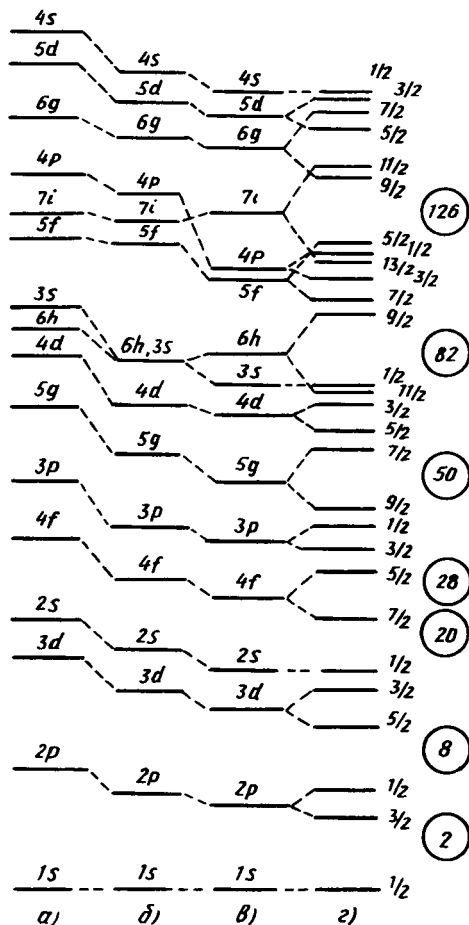 4s
4s 4s 1/2
5d 3/2
5d 5d
6g 7/2
6g 6g 5/2
4p 11/2
9/2
7i 4p 7i 126
7i
5f 5f 5/2 1/2
4p 13/2 3/2
5f 7/2
3s 9/2
6h 6h,3s 6h 82
4d 3s 1/2
4d 4d 11/2
3/2
5g 5/2
5g 7/2
5g 50
3p 9/2
3p 3p 1/2
3/2
4f 4f 4f 5/2 28
2s 7/2 20
2s 2s 1/2
3d 3d 3d 3/2
5/2
8
2p 2p 2p 1/2
3/2
2
1s 1s 1s 1/2
а) б) в) г)